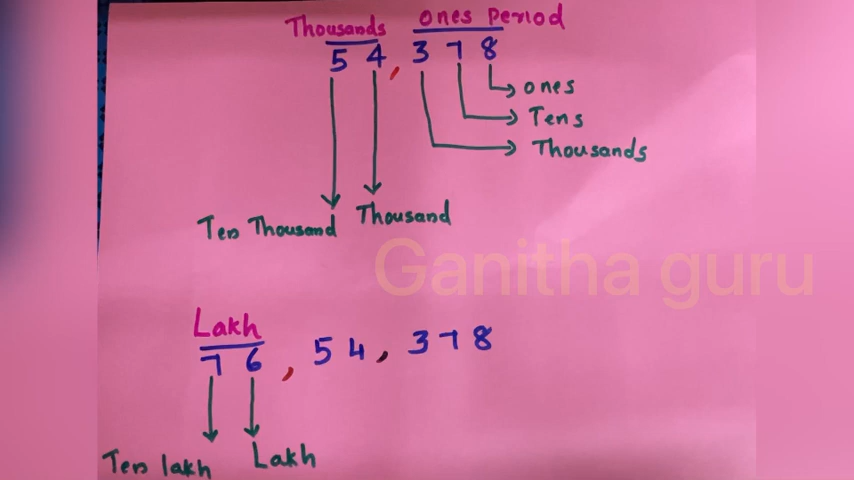 Thousands ones Period
5 4 , 3 7 8
ones
Tens
Thousands
Ten Thousand Thousand
Ganitha guru
Lakh
7 6 , 5 4 , 3 7 8
Ten lakh Lakh